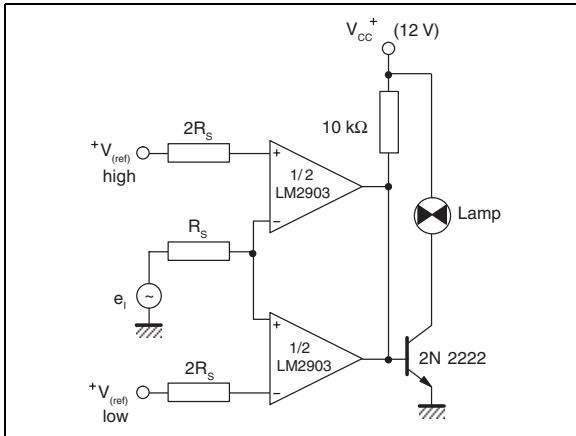 V_CC^+ (12 V)
2R_S
+V_(ref)
high
10 kΩ
+
1/2
LM2903
−
R_S
Lamp
e_I
~
+
1/2
LM2903
−
2N 2222
2R_S
+V_(ref)
low